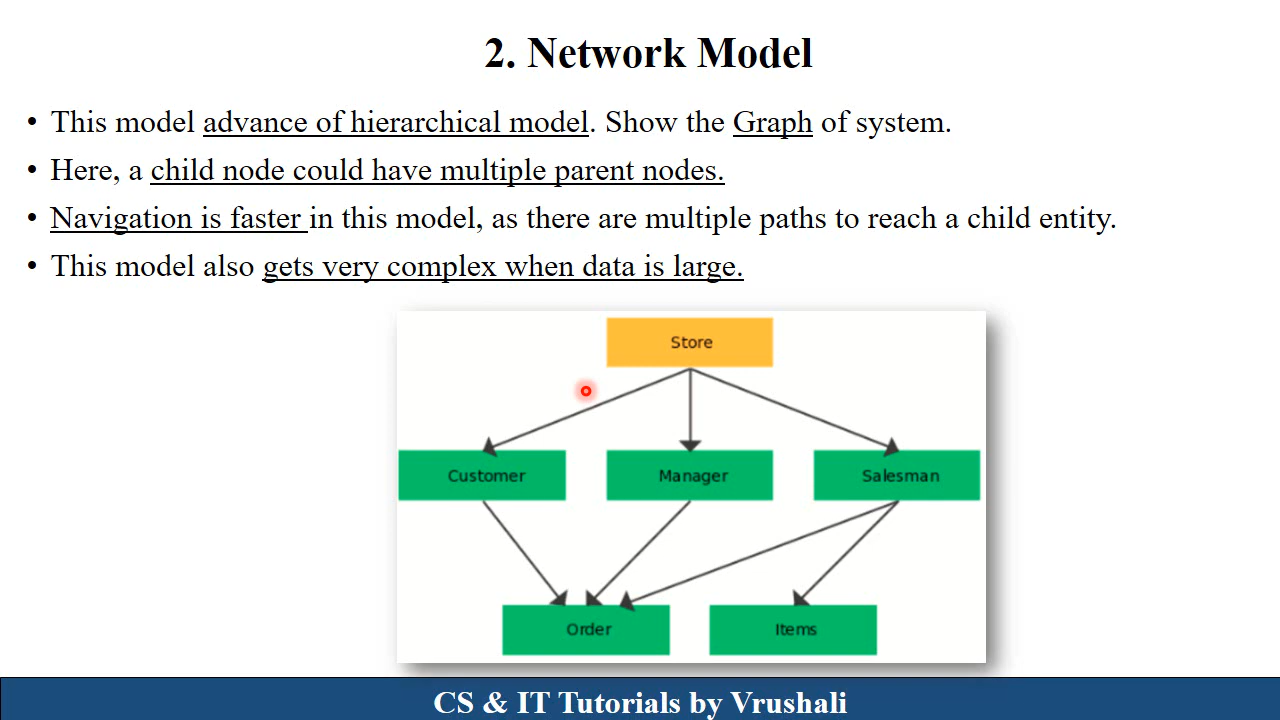 2. Network Model
• This model advance of hierarchical model. Show the Graph of system.
• Here, a child node could have multiple parent nodes.
• Navigation is faster in this model, as there are multiple paths to reach a child entity.
• This model also gets very complex when data is large.
Store
Customer Manager Salesman
Order Items
CS & IT Tutorials by Vrushali